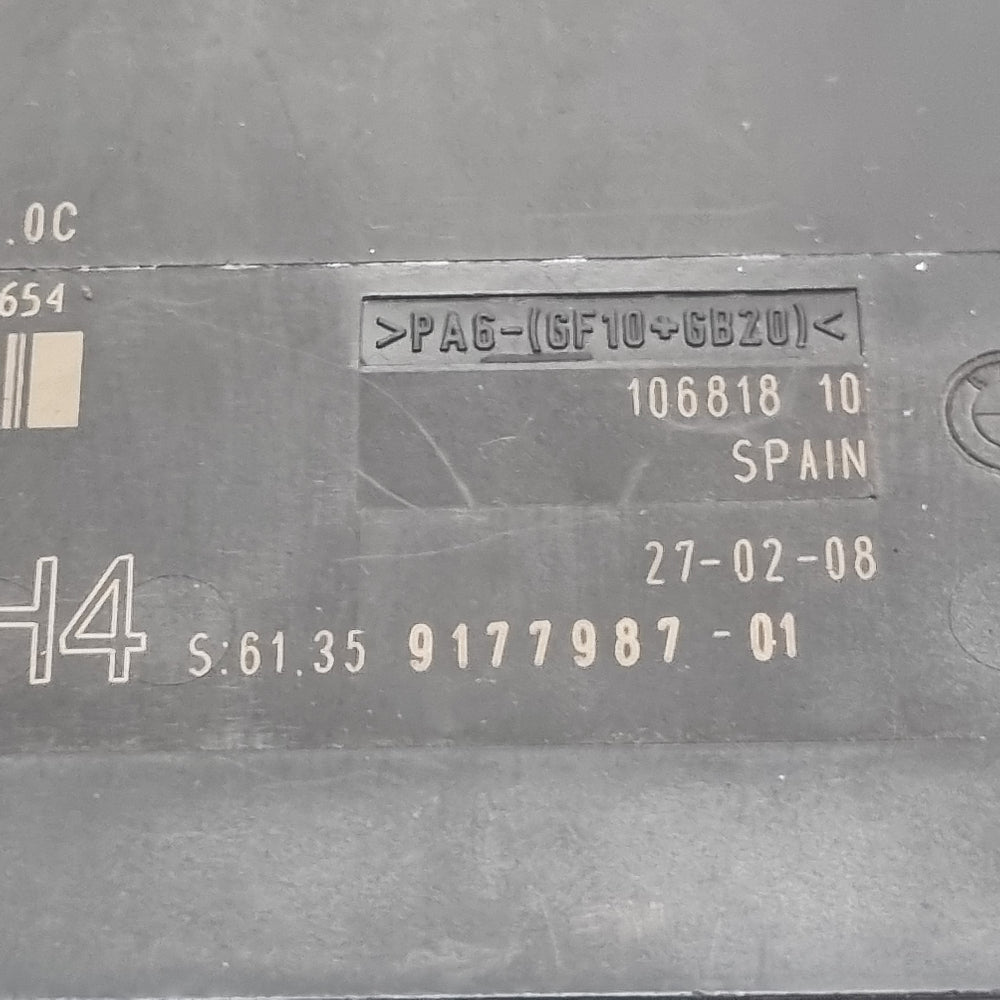 .0C
654
>PA6-(GF10+GB20)<
106818 10
SPAIN
27-02-08
H4 S:61.35 9177987-01